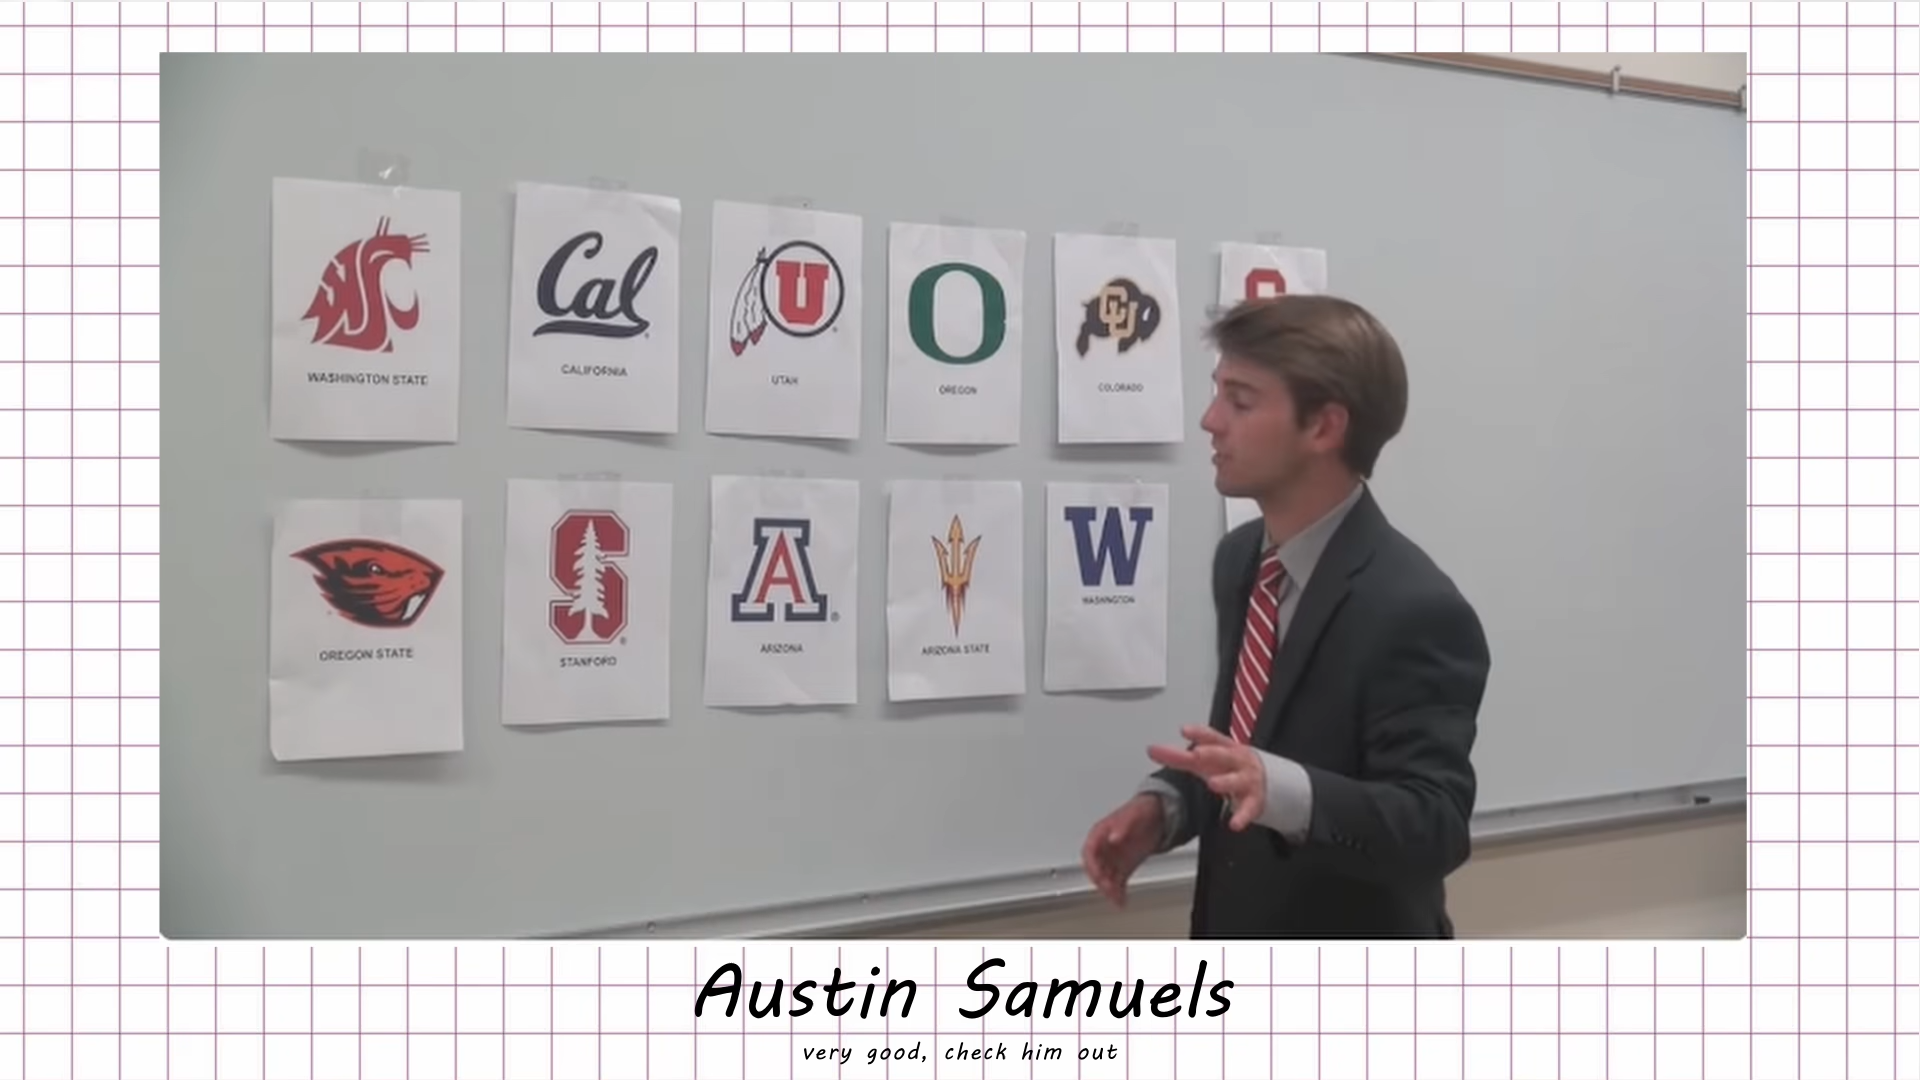 WSC
Cal
U
O
CU
WASHINGTON STATE
CALIFORNIA
UTAH
OREGON
COLORADO
S
A
W
OREGON STATE
STANFORD
ARIZONA
ARIZONA STATE
WASHINGTON
Austin Samuels
very good, check him out